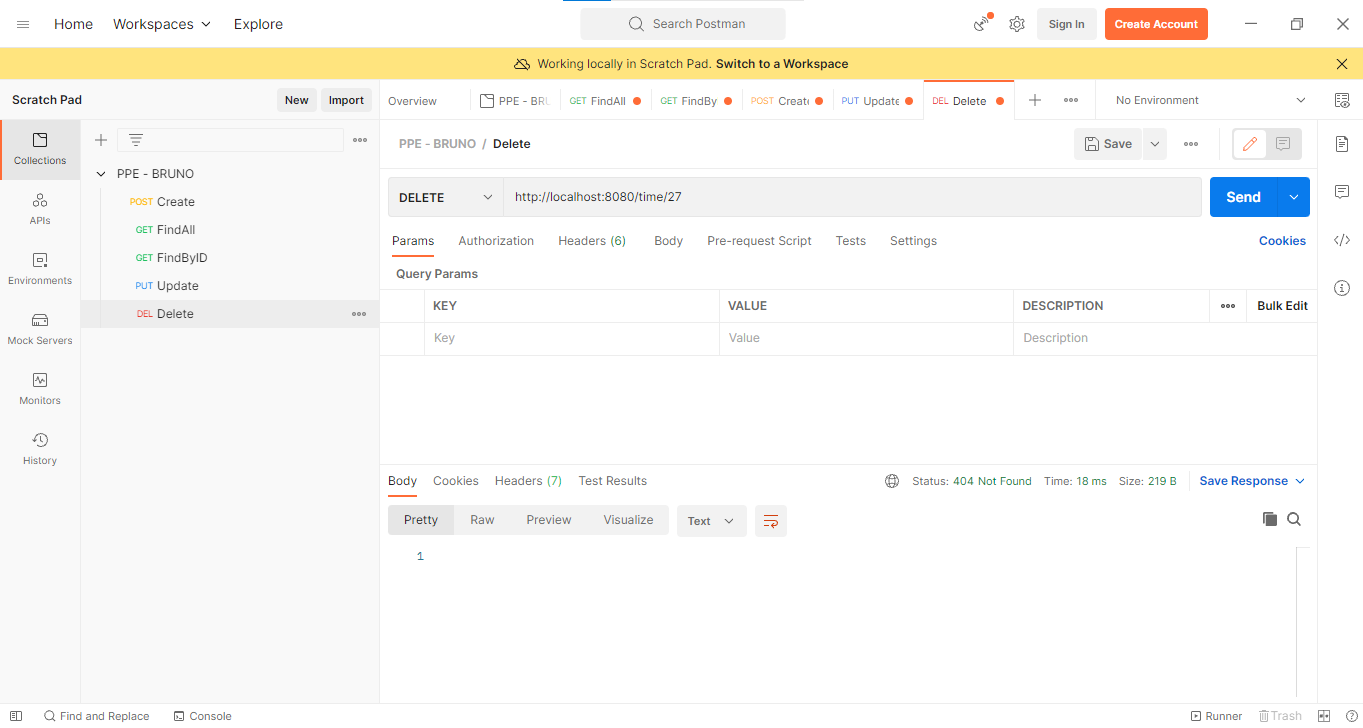 Home Workspaces Explore Search Postman Sign In Create Account
Working locally in Scratch Pad. Switch to a Workspace
Scratch Pad New Import Overview PPE - BRU GET FindAll GET FindBy POST Create PUT Update DEL Delete No Environment
Collections
APIs
Environments
Mock Servers
Monitors
History
PPE - BRUNO
POST Create
GET FindAll
GET FindByID
PUT Update
DEL Delete
PPE - BRUNO / Delete Save
DELETE http://localhost:8080/time/27 Send
Params Authorization Headers (6) Body Pre-request Script Tests Settings Cookies
Query Params
KEY VALUE DESCRIPTION Bulk Edit
Key Value Description
Body Cookies Headers (7) Test Results Status: 404 Not Found Time: 18 ms Size: 219 B Save Response
Pretty Raw Preview Visualize Text
1
Find and Replace Console Runner Trash